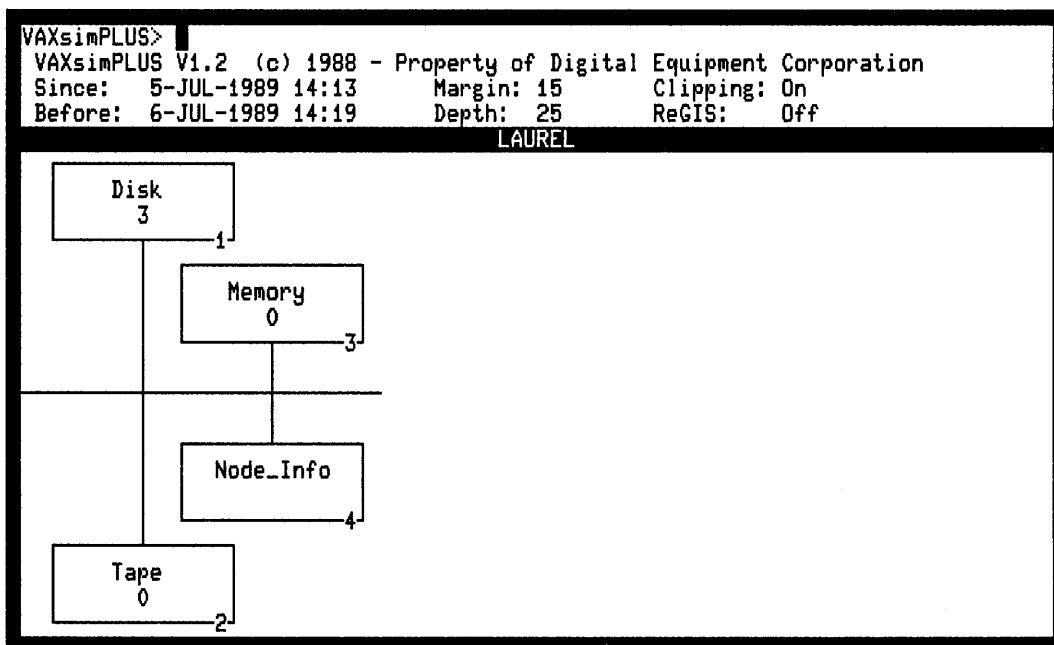 VAXsimPLUS>
VAXsimPLUS V1.2 (c) 1988 - Property of Digital Equipment Corporation
Since: 5-JUL-1989 14:13 Margin: 15 Clipping: On
Before: 6-JUL-1989 14:19 Depth: 25 ReGIS: Off
LAUREL
Disk
3
1
Memory
0
3
Node_Info
4
Tape
0
2